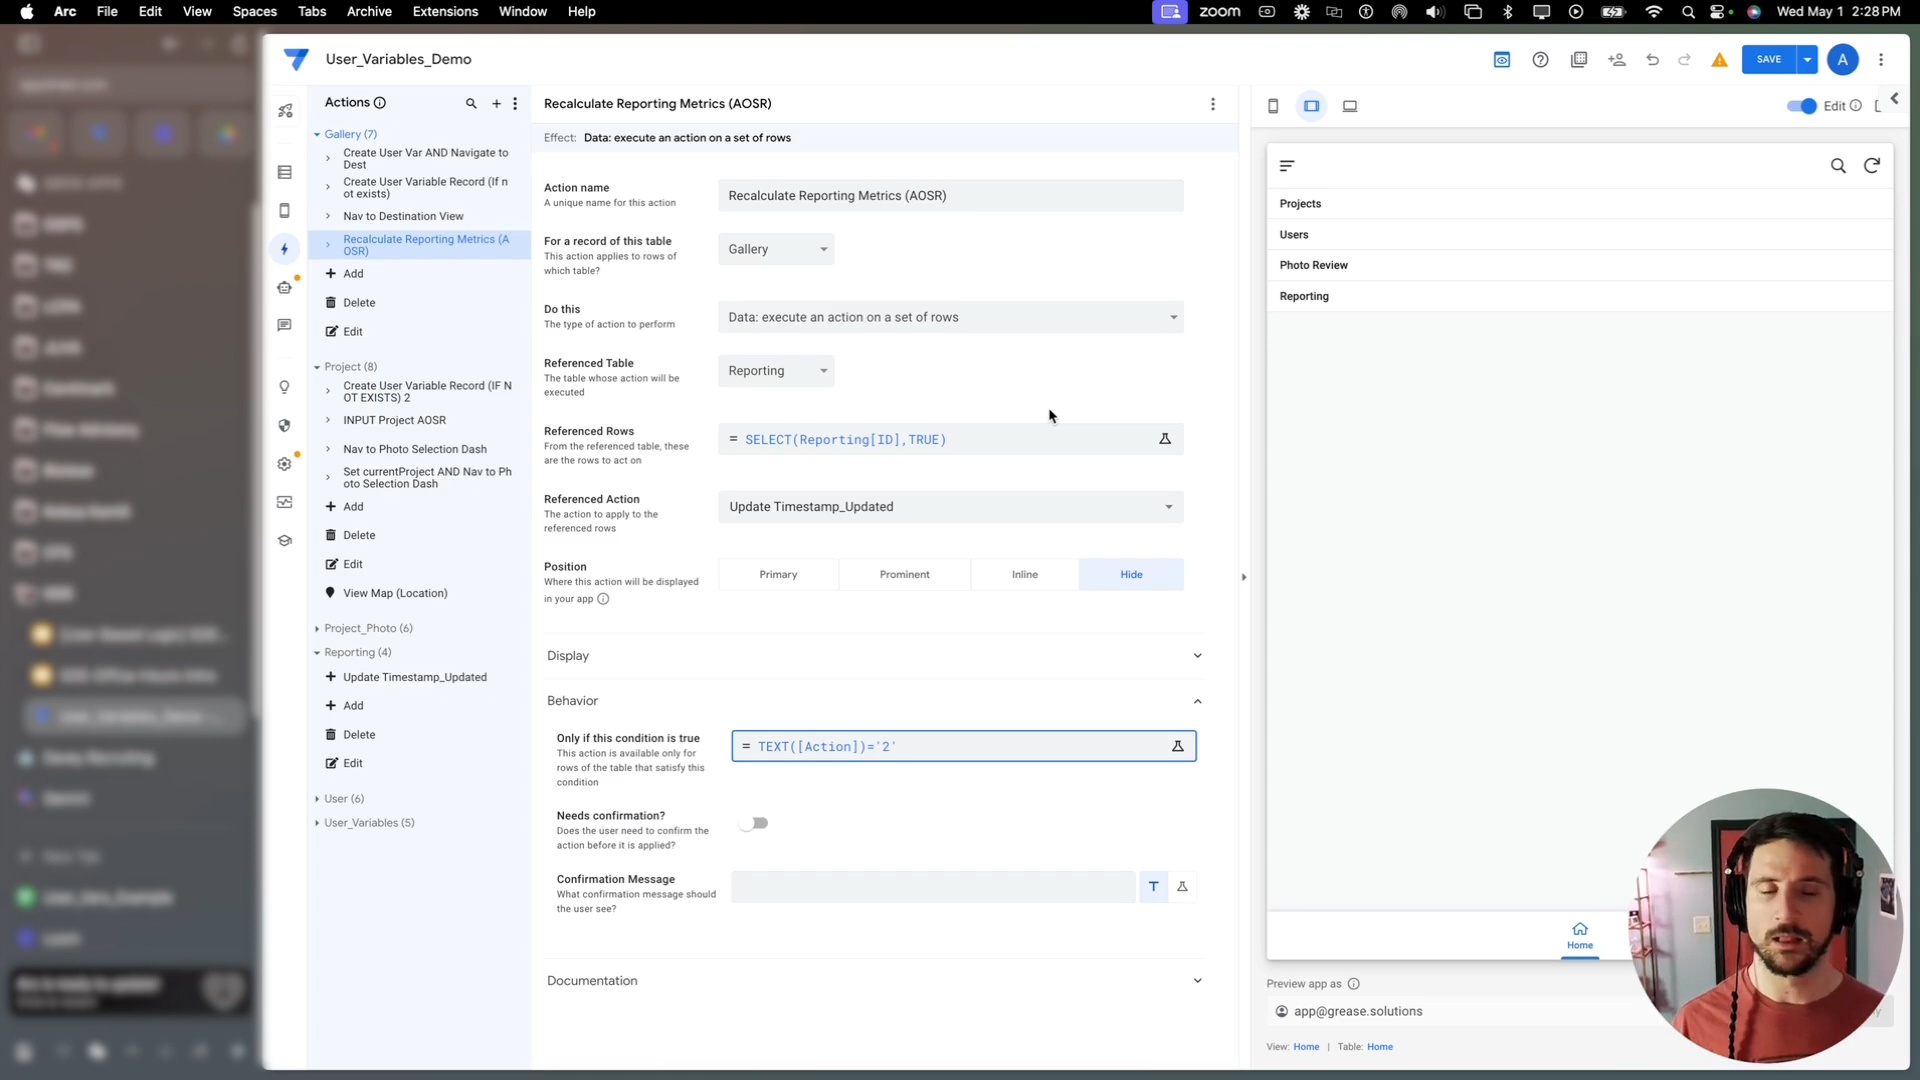 Arc File Edit View Spaces Tabs Archive Extensions Window Help
zoom
Wed May 1 2:28 PM
User_Variables_Demo
SAVE
A
Actions
Gallery (7)
Create User Var AND Navigate to
Dest
Create User Variable Record (If n
ot exists)
Nav to Destination View
Recalculate Reporting Metrics (A
OSR)
Add
Delete
Edit
Project (8)
Create User Variable Record (IF N
OT EXISTS) 2
INPUT Project AOSR
Nav to Photo Selection Dash
Set currentProject AND Nav to Ph
oto Selection Dash
Add
Delete
Edit
View Map (Location)
Project_Photo (6)
Reporting (4)
Update Timestamp_Updated
Add
Delete
Edit
User (6)
User_Variables (5)
Recalculate Reporting Metrics (AOSR)
Effect: Data: execute an action on a set of rows
Action name
A unique name for this action
Recalculate Reporting Metrics (AOSR)
For a record of this table
This action applies to rows of
which table?
Gallery
Do this
The type of action to perform
Data: execute an action on a set of rows
Referenced Table
The table whose action will be
executed
Reporting
Referenced Rows
From the referenced table, these
are the rows to act on
= SELECT(Reporting[ID],TRUE)
Referenced Action
The action to apply to the
referenced rows
Update Timestamp_Updated
Position
Where this action will be displayed
in your app
Primary Prominent Inline Hide
Display
Behavior
Only if this condition is true
This action is available only for
rows of the table that satisfy this
condition
= TEXT([Action])='2'
Needs confirmation?
Does the user need to confirm the
action before it is applied?
Confirmation Message
What confirmation message should
the user see?
T
Documentation
Edit
Projects
Users
Photo Review
Reporting
Home
Preview app as
app@grease.solutions
View: Home | Table: Home